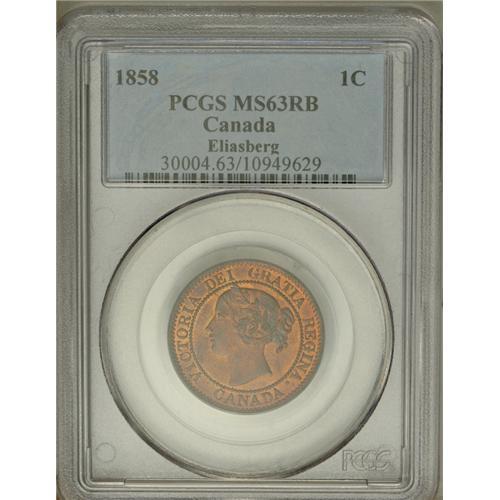 1858 1C
PCGS MS63RB
Canada
Eliasberg
30004.63/10949629
VICTORIA DEI GRATIA REGINA.
CANADA
PCGS